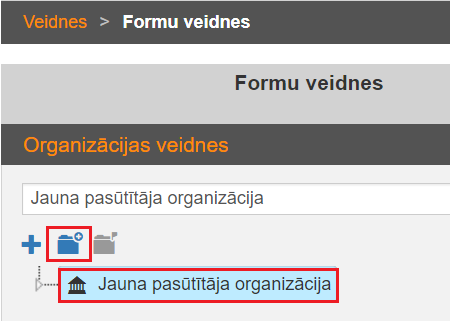 Veidnes > Formu veidnes
Formu veidnes
Organizācijas veidnes
Jauna pasūtītāja organizācija
Jauna pasūtītāja organizācija